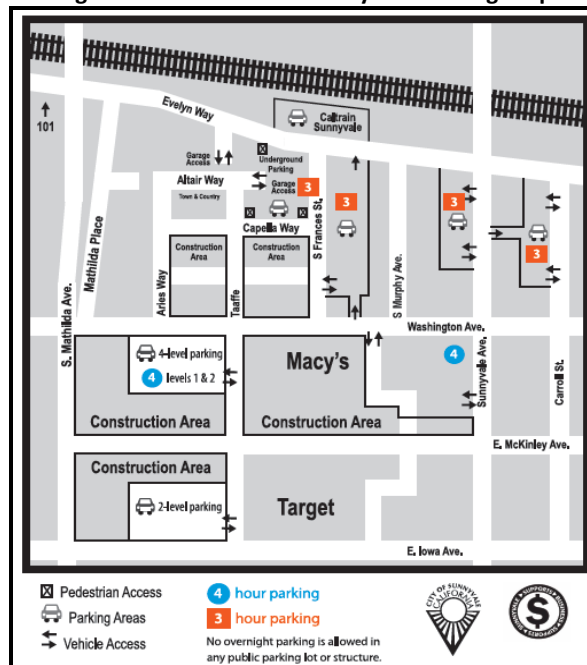 101
Evelyn Way
Caltrain
Sunnyvale
Garage
Access
Underground
Parking
Altair Way
Garage
Access
3
3
3
3
Town & Country
Capella Way
S Frances St.
Mathilda Place
S. Mathilda Ave.
Construction
Area
Construction
Area
Aries Way
Taaffe
S Murphy Ave.
Washington Ave.
Sunnyvale Ave.
Carroll St.
4-level parking
4 levels 1 & 2
Macy's
4
Construction Area
Construction Area
E. McKinley Ave.
Construction Area
2-level parking
Target
E. Iowa Ave.
Pedestrian Access
Parking Areas
Vehicle Access
4 hour parking
3 hour parking
No overnight parking is allowed in
any public parking lot or structure.
CITY OF SUNNYVALE
CALIFORNIA
$